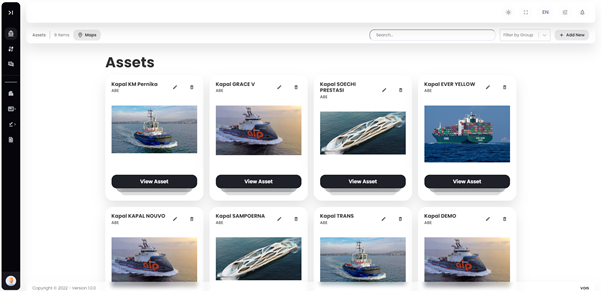 EN
Assets
8 items
Maps
Search...
Filter by Group
+ Add New
Assets
Kapal KM Pornika
ABE
Kapal GRACE V
ABE
Kapal SOECHI PRESTASI
ABE
Kapal EVER YELLOW
ABE
View Asset
View Asset
View Asset
View Asset
Kapal KAPAL NOUVO
ABE
Kapal SAMPOERNA
ABE
Kapal TRANS
ABE
Kapal DEMO
ABE
Copyright © 2022 - Version 1.0.0